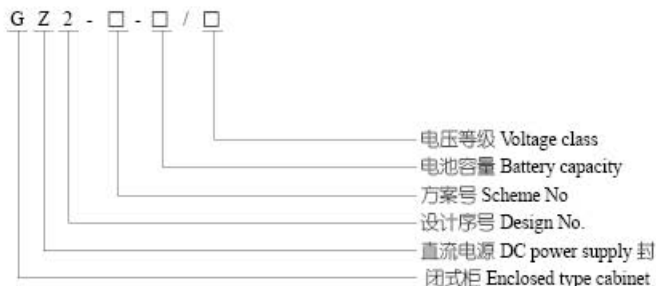 G Z 2 - □ - □ / □
电压等级 Voltage class
电池容量 Battery capacity
方案号 Scheme No
设计序号 Design No.
直流电源 DC power supply 封
闭式柜 Enclosed type cabinet